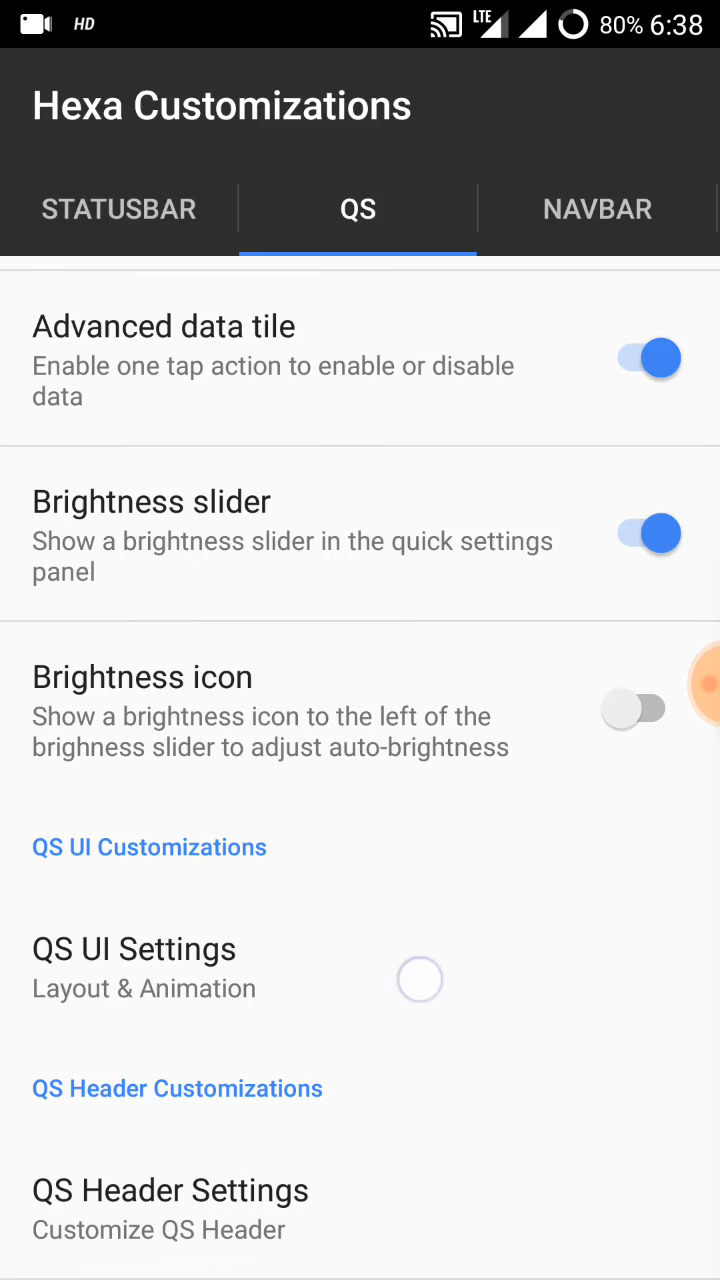 HD LTE 80% 6:38
Hexa Customizations
STATUSBAR QS NAVBAR
Advanced data tile
Enable one tap action to enable or disable
data
Brightness slider
Show a brightness slider in the quick settings
panel
Brightness icon
Show a brightness icon to the left of the
brighness slider to adjust auto-brightness
QS UI Customizations
QS UI Settings
Layout & Animation
QS Header Customizations
QS Header Settings
Customize QS Header